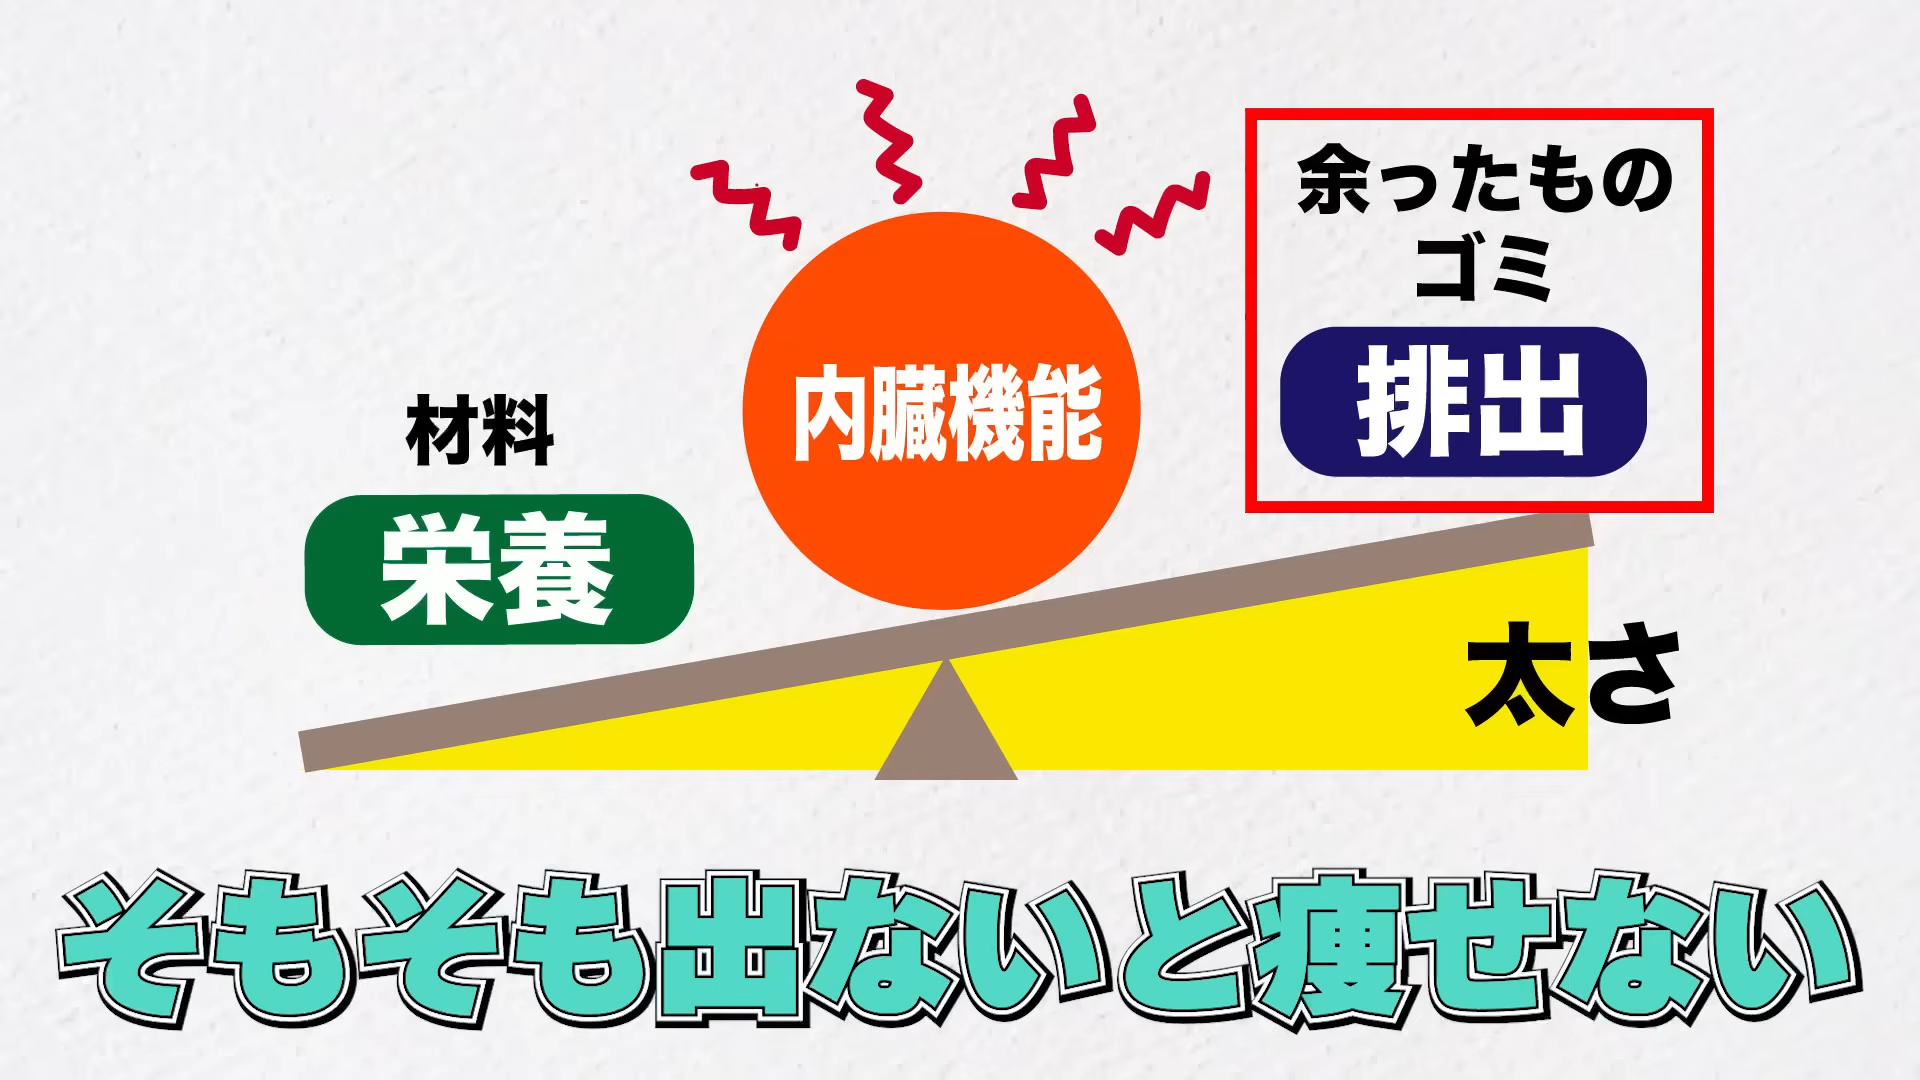 余ったもの
ゴミ
排出
内臓機能
材料
栄養
太さ
そもそも出ないと痩せない